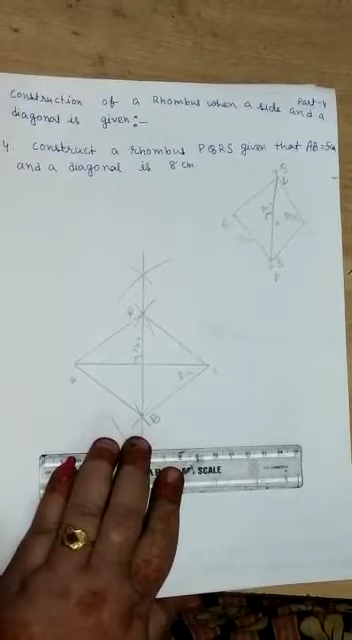 Part-4
Construction of a Rhombus when a side and a
diagonal is given:-
4. Construct a rhombus PQRS given that AB=5cm
and a diagonal is 8 cm.
S
B
SCALE